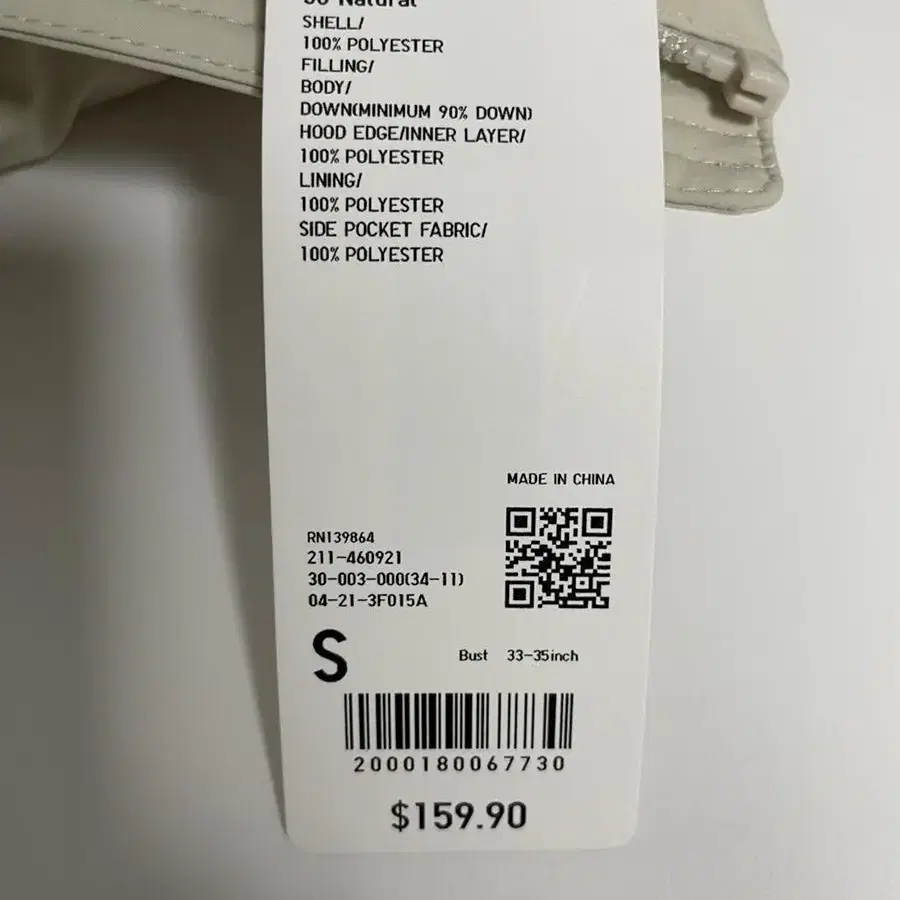 30 Natural
SHELL/
100% POLYESTER
FILLING/
BODY/
DOWN(MINIMUM 90% DOWN)
HOOD EDGE/INNER LAYER/
100% POLYESTER
LINING/
100% POLYESTER
SIDE POCKET FABRIC/
100% POLYESTER
MADE IN CHINA
RN139864
211-460921
30-003-000(34-11)
04-21-3F015A
S
Bust 33-35inch
2000180067730
$159.90